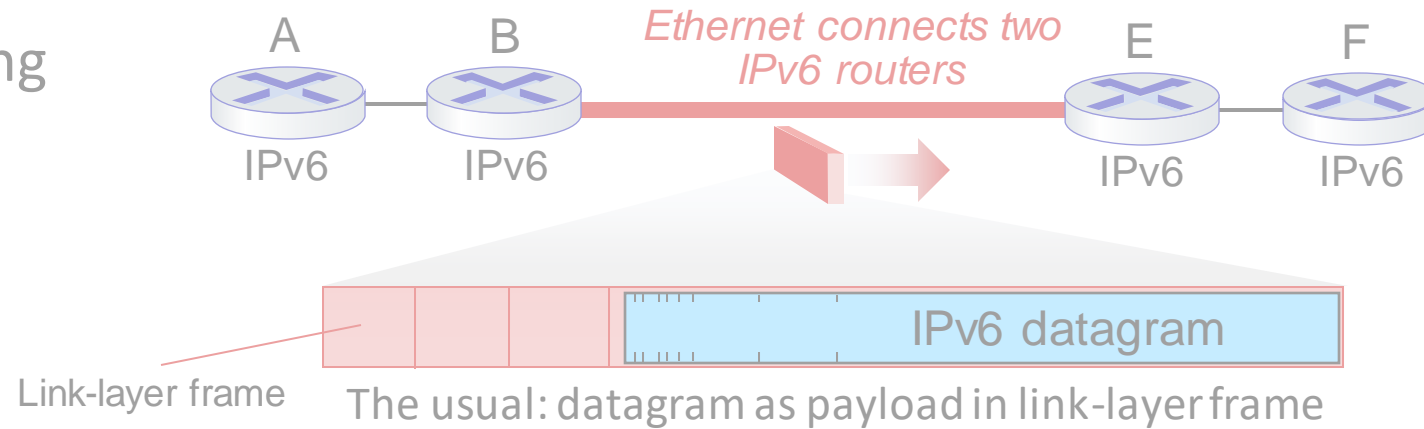 ng
A
B
Ethernet connects two
IPv6 routers
E
F
IPv6
IPv6
IPv6
IPv6
IPv6 datagram
Link-layer frame
The usual: datagram as payload in link-layer frame